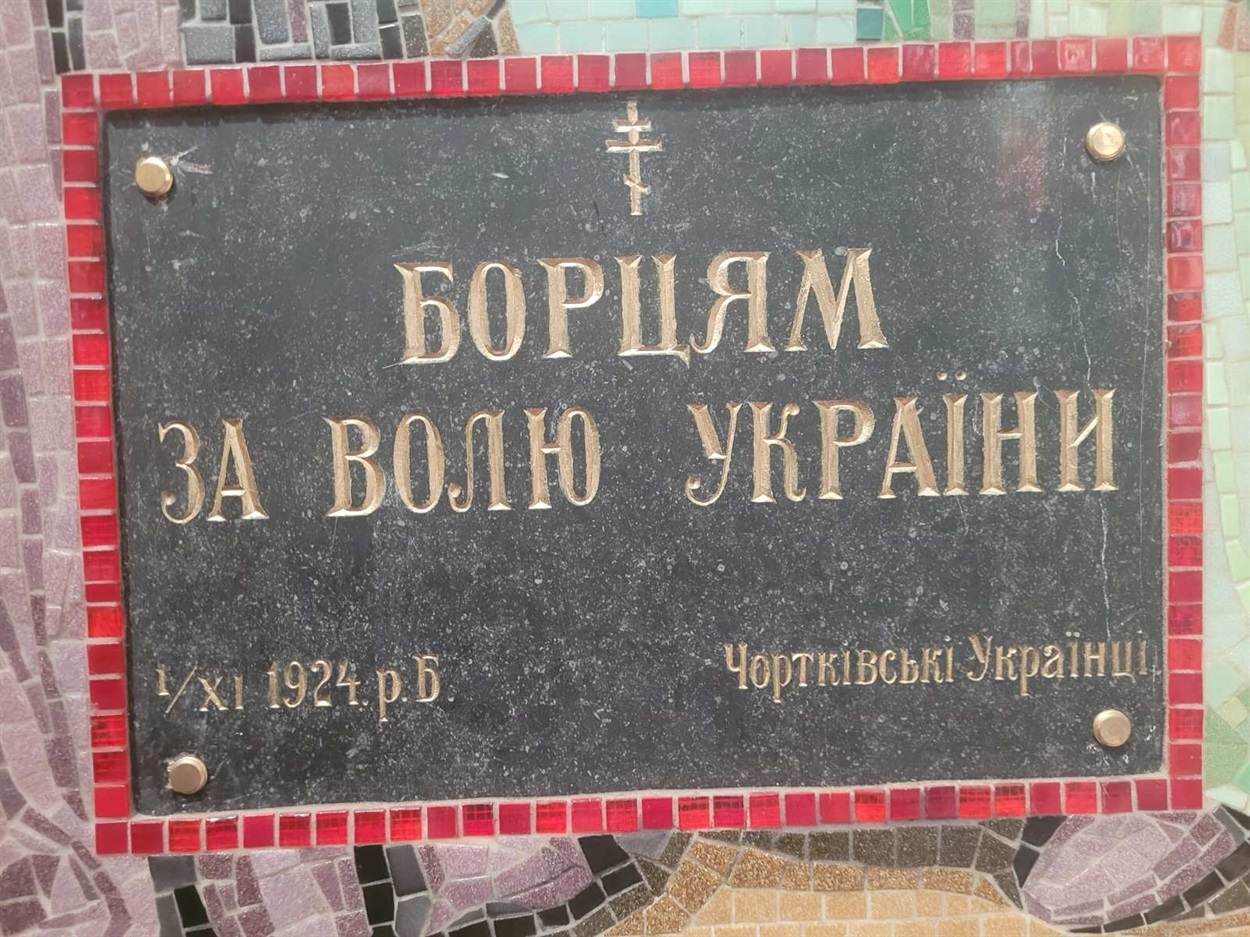 БОРЦЯМ
ЗА ВОЛЮ УКРАЇНИ
1/XI 1924.р Б
Чортківські Українці